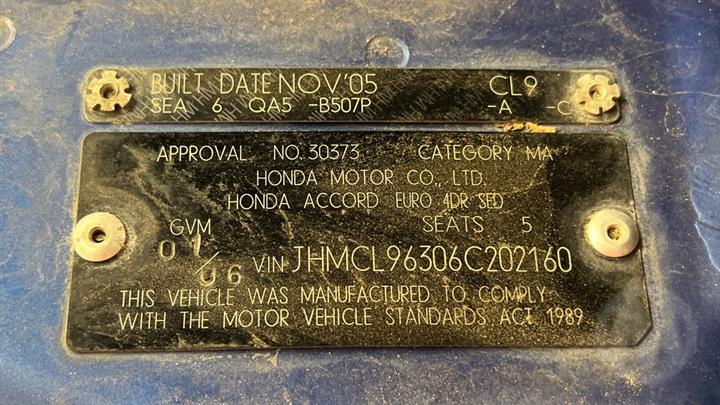 BUILT DATE NOV'05 CL9
SEA 6 QA5 -B507P -A -C
APPROVAL NO. 30373 CATEGORY MA
HONDA MOTOR CO., LTD.
HONDA ACCORD EURO 4DR SED
GVM SEATS 5
01/06 VIN JHMCL96306C202160
THIS VEHICLE WAS MANUFACTURED TO COMPLY
WITH THE MOTOR VEHICLE STANDARDS ACT 1989